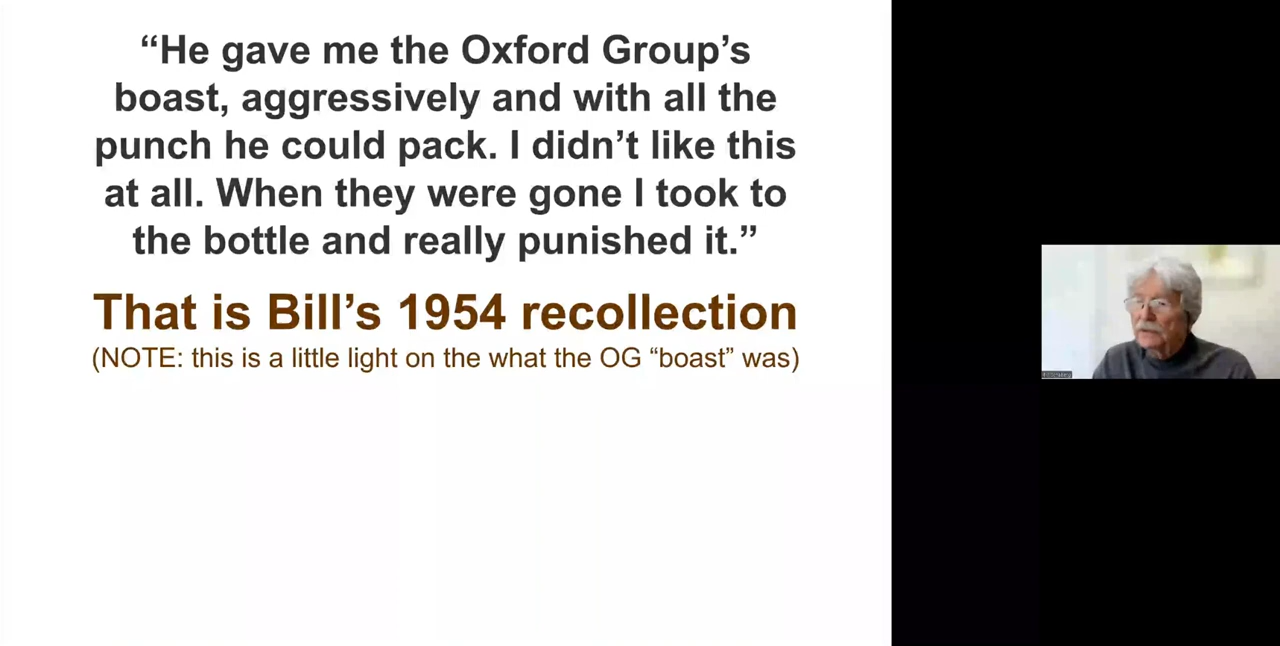 “He gave me the Oxford Group’s
boast, aggressively and with all the
punch he could pack. I didn’t like this
at all. When they were gone I took to
the bottle and really punished it.”
That is Bill’s 1954 recollection
(NOTE: this is a little light on the what the OG “boast” was)